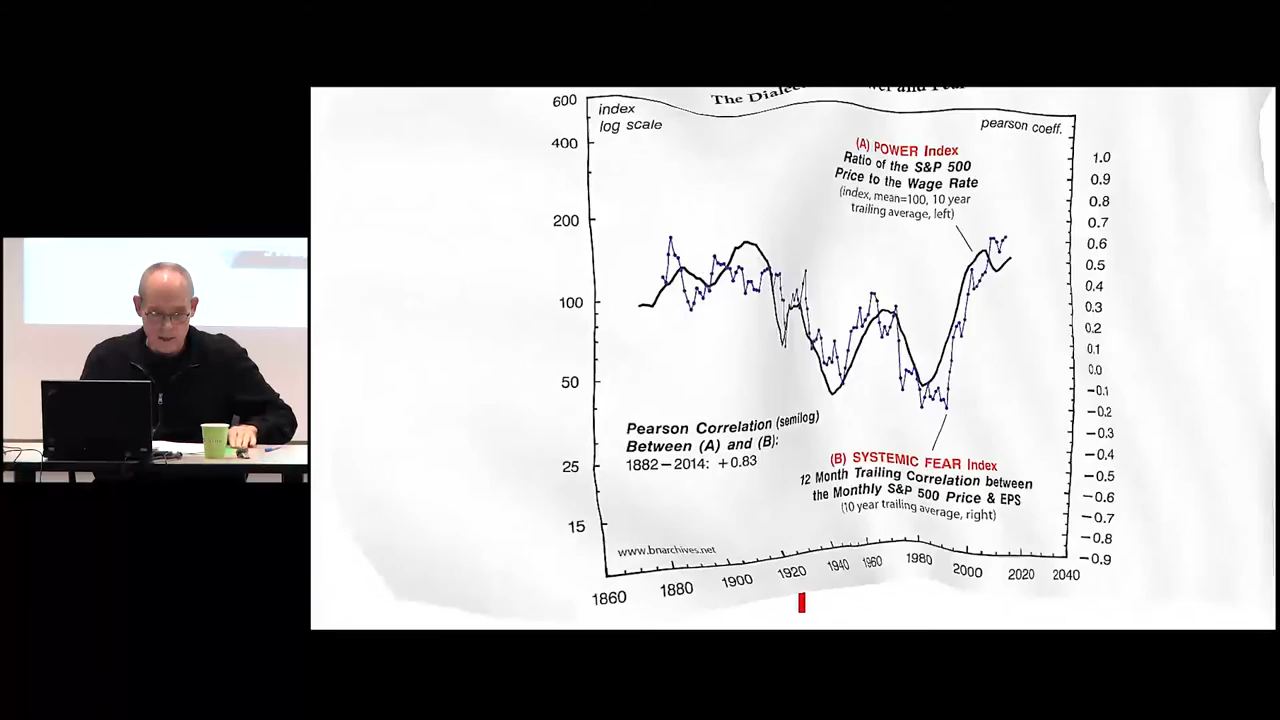 The Dialec
wer and Fear
index
log scale
pearson coeff.
600
400
200
100
50
25
15
(A) POWER Index
Ratio of the S&P 500
Price to the Wage Rate
(index, mean=100, 10 year
trailing average, left)
1.0
0.9
0.8
0.7
0.6
0.5
0.4
0.3
0.2
0.1
0.0
−0.1
−0.2
−0.3
−0.4
−0.5
−0.6
−0.7
−0.8
−0.9
Pearson Correlation (semilog)
Between (A) and (B):
1882−2014: +0.83
(B) SYSTEMIC FEAR Index
12 Month Trailing Correlation between
the Monthly S&P 500 Price & EPS
(10 year trailing average, right)
www.bnarchives.net
1860 1880 1900 1920 1940 1960 1980 2000 2020 2040